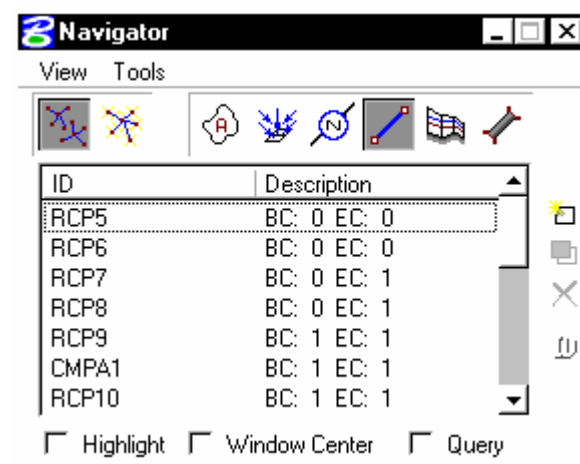 Navigator
View Tools
A N
ID Description
RCP5 BC: 0 EC: 0
RCP6 BC: 0 EC: 0
RCP7 BC: 0 EC: 1
RCP8 BC: 0 EC: 1
RCP9 BC: 1 EC: 1
CMPA1 BC: 1 EC: 1
RCP10 BC: 1 EC: 1
Highlight Window Center Query